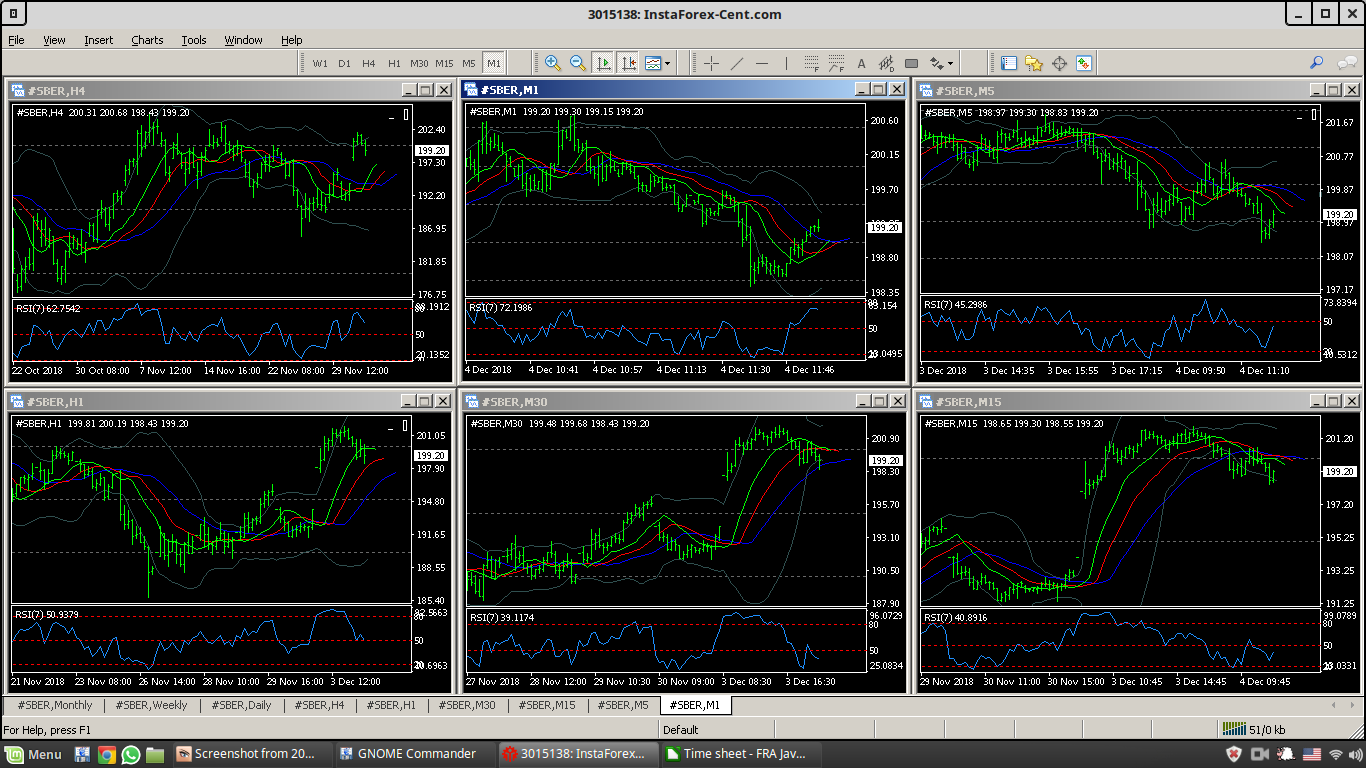 3015138: InstaForex-Cent.com
File View Insert Charts Tools Window Help
W1 D1 H4 H1 M30 M15 M5 M1
#SBER,H4
#SBER,H4 200.31 200.68 198.43 199.20
202.40
199.20
197.30
192.20
186.95
181.85
176.75
RSI(7) 62.7542
50
20.1352
22 Oct 2018 30 Oct 08:00 7 Nov 12:00 14 Nov 16:00 22 Nov 08:00 29 Nov 12:00
#SBER,M1
#SBER,M1 199.20 199.30 199.15 199.20
200.60
200.15
199.70
199.20
198.80
198.35
RSI(7) 72.1986
50
4 Dec 2018 4 Dec 10:41 4 Dec 10:57 4 Dec 11:13 4 Dec 11:30 4 Dec 11:46
#SBER,M5
#SBER,M5 198.97 199.30 198.83 199.20
201.67
200.77
199.87
199.20
198.97
198.07
197.17
RSI(7) 45.2986
73.8394
50
3 Dec 2018 3 Dec 14:35 3 Dec 15:55 3 Dec 17:15 4 Dec 09:50 4 Dec 11:10
#SBER,H1
#SBER,H1 199.81 200.19 198.43 199.20
201.05
199.20
197.90
194.80
191.65
188.55
185.40
RSI(7) 50.9379
50
21 Nov 2018 23 Nov 08:00 26 Nov 14:00 28 Nov 10:00 29 Nov 16:00 3 Dec 12:00
#SBER,M30
#SBER,M30 199.48 199.68 198.43 199.20
200.90
199.20
198.30
195.70
193.10
190.50
187.90
RSI(7) 39.1174
96.0729
80
50
25.0834
27 Nov 2018 28 Nov 12:00 29 Nov 10:30 30 Nov 09:00 3 Dec 08:30 3 Dec 16:30
#SBER,M15
#SBER,M15 198.65 199.30 198.55 199.20
201.20
199.20
197.20
195.25
193.25
191.25
RSI(7) 40.8916
99.0789
80
50
29 Nov 2018 30 Nov 11:00 30 Nov 15:00 3 Dec 10:45 3 Dec 14:45 4 Dec 09:45
#SBER,Monthly #SBER,Weekly #SBER,Daily #SBER,H4 #SBER,H1 #SBER,M30 #SBER,M15 #SBER,M5 #SBER,M1
For Help, press F1 Default 51/0 kb
Menu Screenshot from 20... GNOME Commander 3015138: InstaForex... Time sheet - FRA Jav...